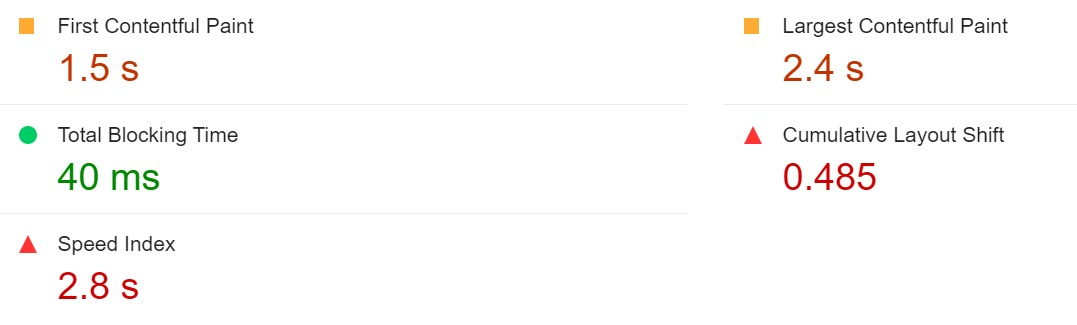 First Contentful Paint
1.5 s
Largest Contentful Paint
2.4 s
Total Blocking Time
40 ms
Cumulative Layout Shift
0.485
Speed Index
2.8 s